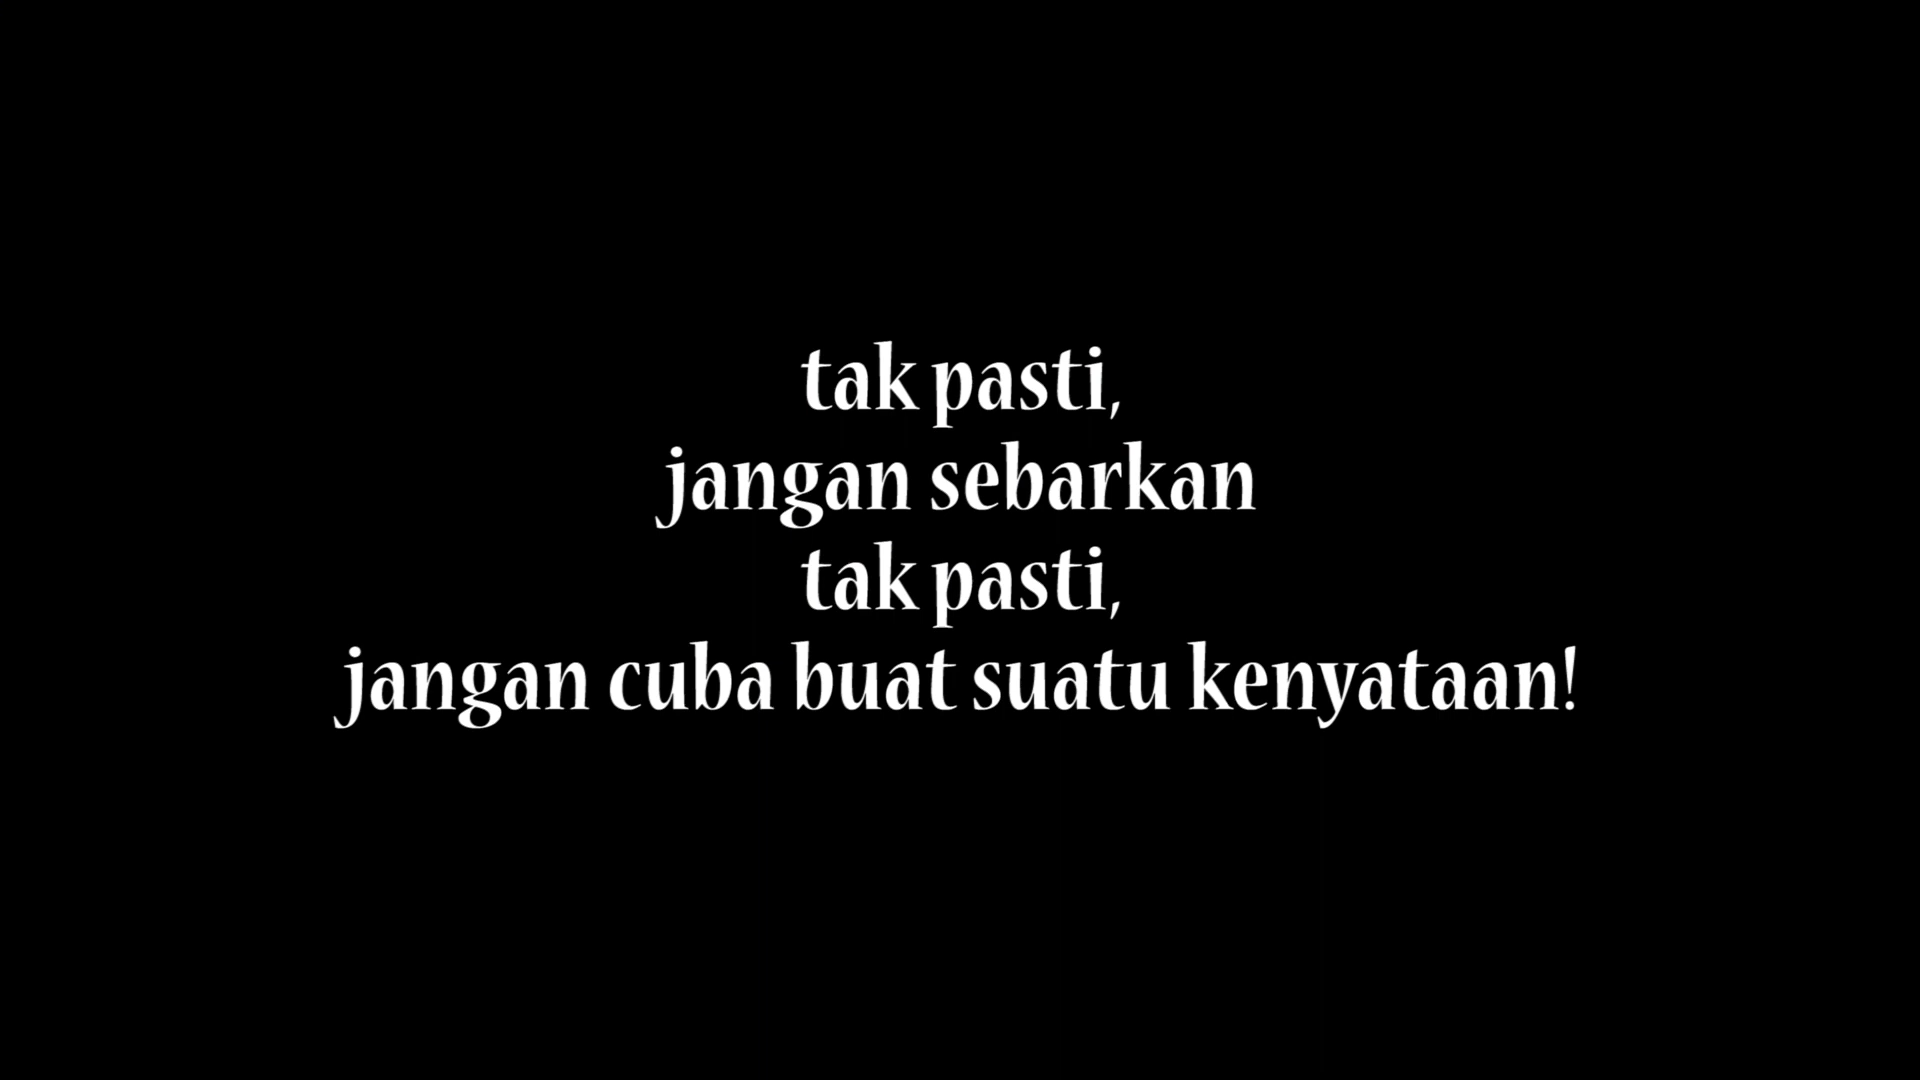 tak pasti,
jangan sebarkan
tak pasti,
jangan cuba buat suatu kenyataan!